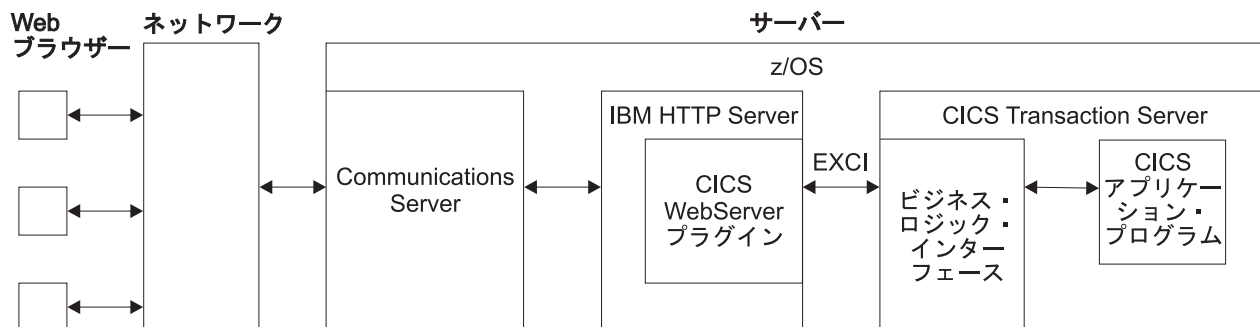 Web
ブラウザー
ネットワーク
サーバー
z/OS
Communications
Server
IBM HTTP Server
CICS
WebServer
プラグイン
EXCI
CICS Transaction Server
ビジネス・
ロジック・
インター
フェース
CICS
アプリケー
ション・
プログラム